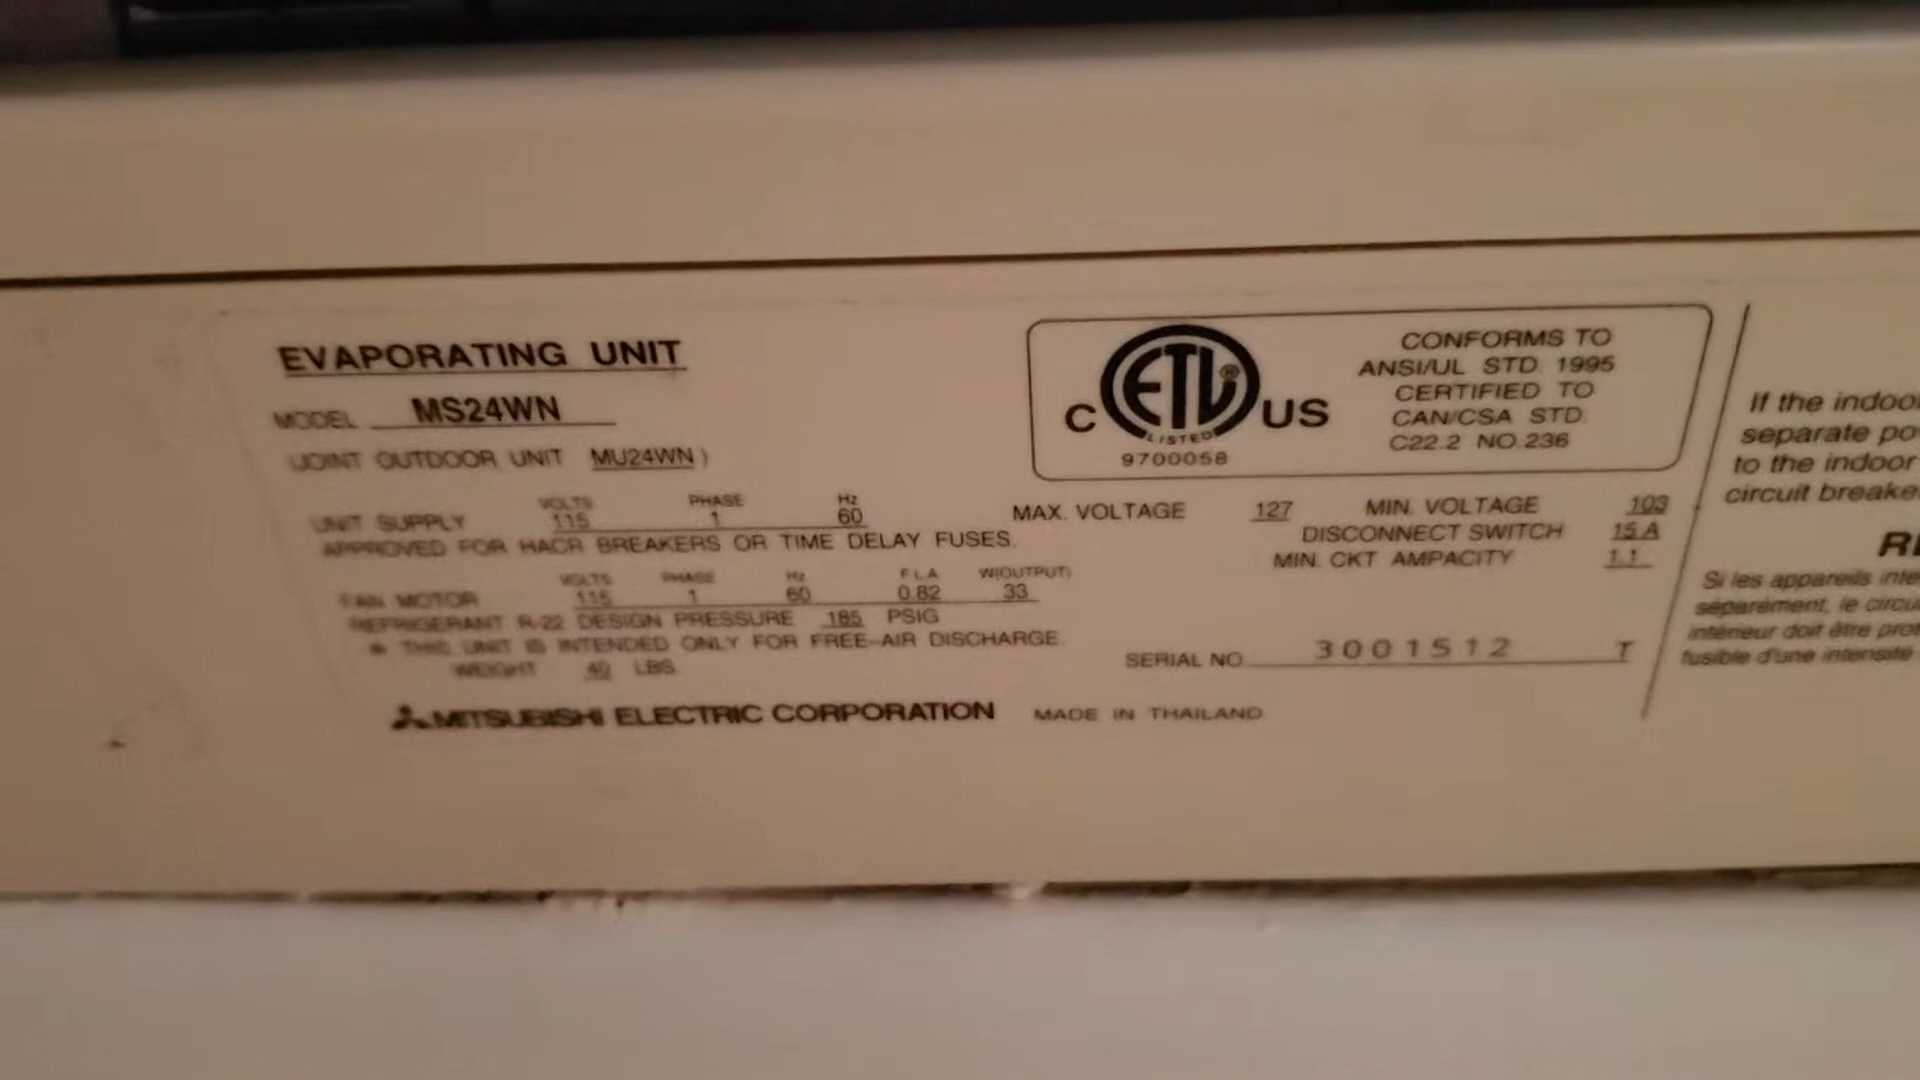 EVAPORATING UNIT
MODEL MS24WN
(JOINT OUTDOOR UNIT MU24WN)
VOLTS PHASE Hz
UNIT SUPPLY 115 1 60
APPROVED FOR HACR BREAKERS OR TIME DELAY FUSES.
VOLTS PHASE Hz F.L.A. W(OUTPUT)
FAN MOTOR 115 1 60 0.82 33
REFRIGERANT R-22 DESIGN PRESSURE 185 PSIG
* THIS UNIT IS INTENDED ONLY FOR FREE-AIR DISCHARGE.
WEIGHT 40 LBS.
MITSUBISHI ELECTRIC CORPORATION MADE IN THAILAND
C ETL® US
LISTED
9700058
CONFORMS TO
ANSI/UL STD. 1995
CERTIFIED TO
CAN/CSA STD.
C22.2 NO.236
MAX. VOLTAGE 127 MIN. VOLTAGE 103
DISCONNECT SWITCH 15 A
MIN. CKT AMPACITY 1.1
SERIAL NO. 3001512 T
If the indoor
separate po
to the indoor
circuit breake
Si les appareils inte
séparément, le circu
intérieur doit être prot
fusible d'une intensité